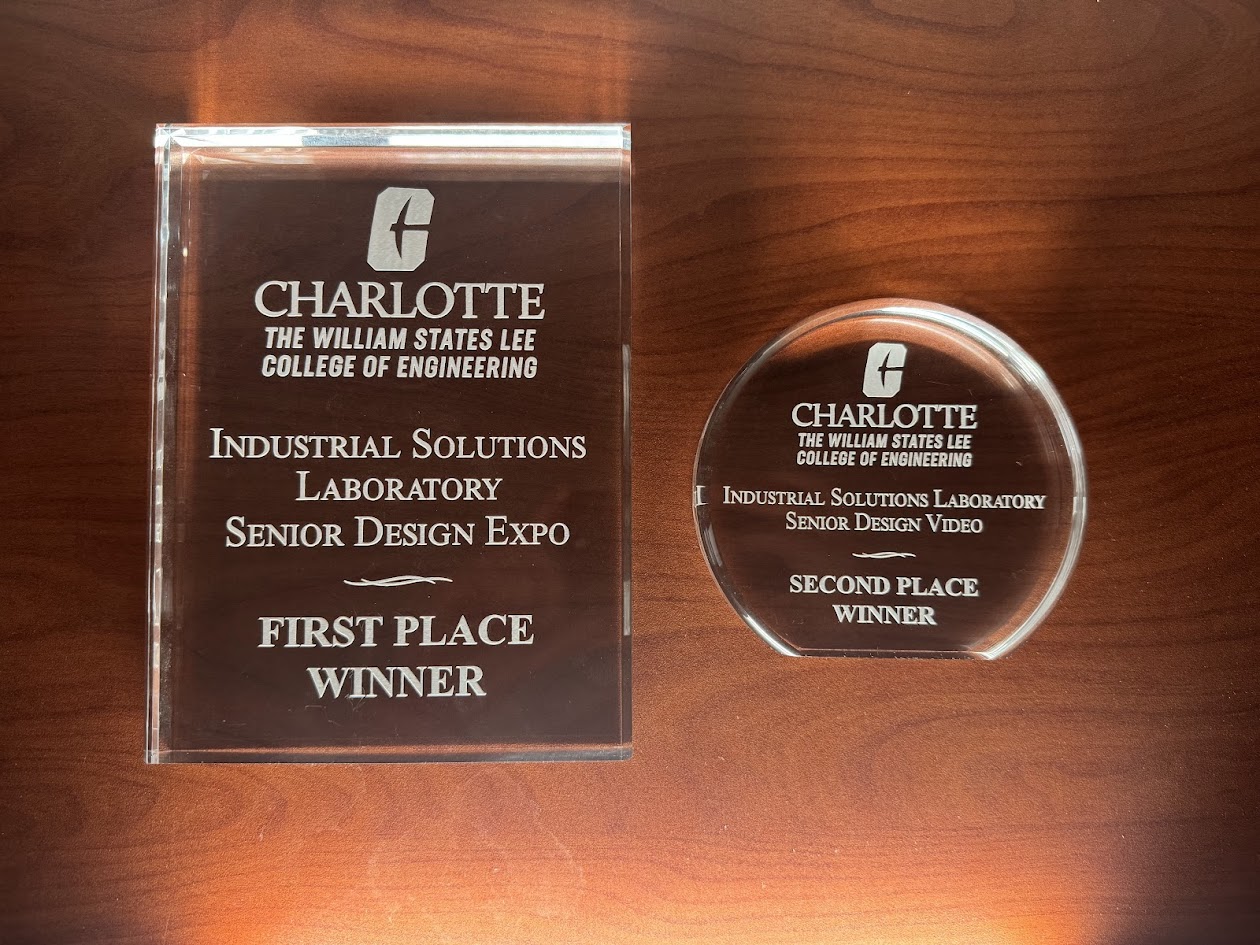 CHARLOTTE
THE WILLIAM STATES LEE
COLLEGE OF ENGINEERING
INDUSTRIAL SOLUTIONS
LABORATORY
SENIOR DESIGN EXPO
FIRST PLACE
WINNER
CHARLOTTE
THE WILLIAM STATES LEE
COLLEGE OF ENGINEERING
INDUSTRIAL SOLUTIONS LABORATORY
SENIOR DESIGN VIDEO
SECOND PLACE
WINNER